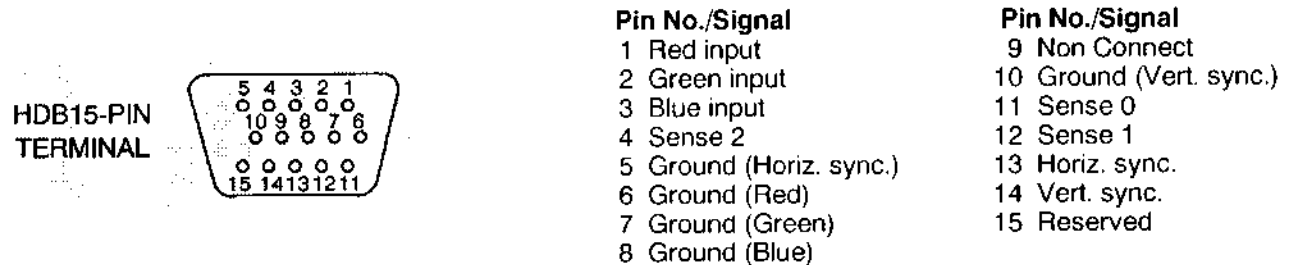 HDB15-PIN
TERMINAL
5 4 3 2 1
10 9 8 7 6
15 14 13 12 11
Pin No./Signal
1 Red input
2 Green input
3 Blue input
4 Sense 2
5 Ground (Horiz. sync.)
6 Ground (Red)
7 Ground (Green)
8 Ground (Blue)
Pin No./Signal
9 Non Connect
10 Ground (Vert. sync.)
11 Sense 0
12 Sense 1
13 Horiz. sync.
14 Vert. sync.
15 Reserved